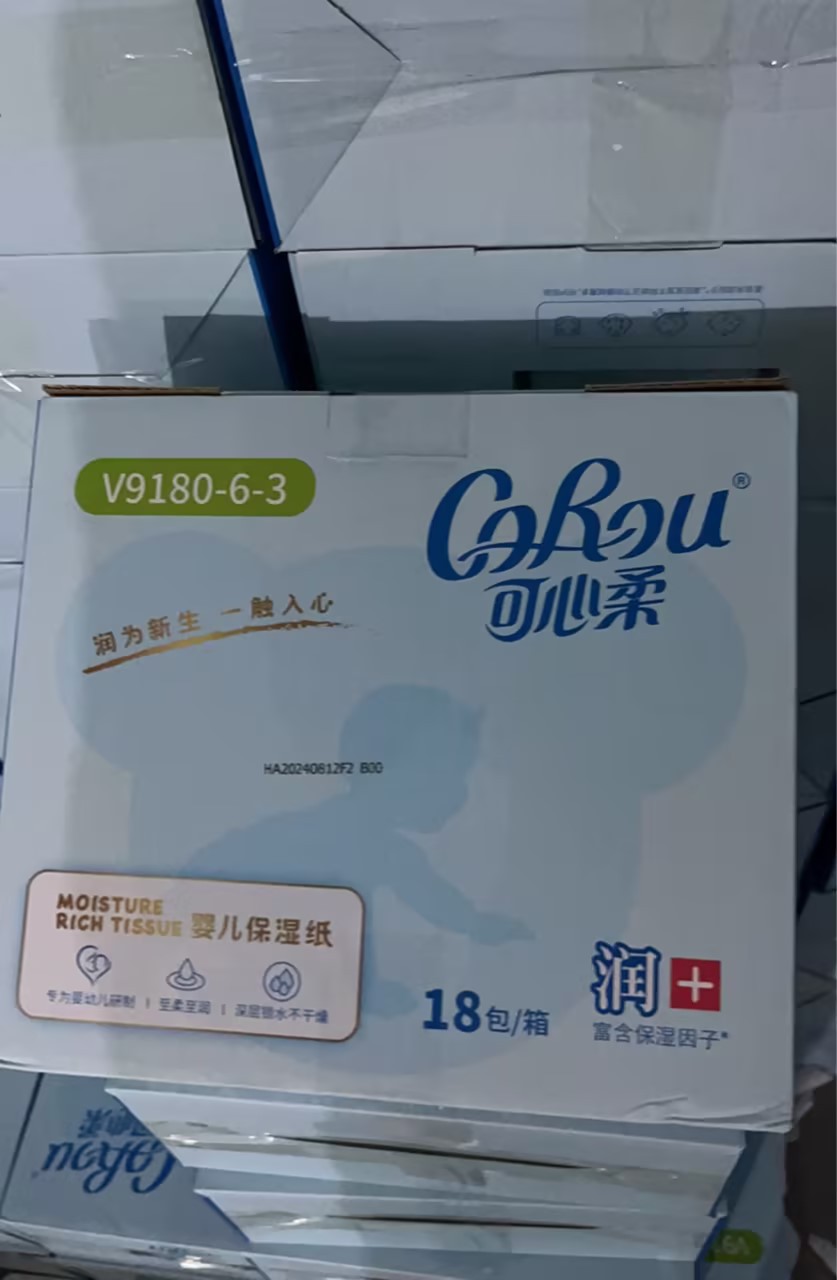 V9180-6-3
CoRou®
可心柔
润为新生 一触入心
HA20240812F2 B00
MOISTURE
RICH TISSUE 婴儿保湿纸
专为婴幼儿研制 | 至柔至润 | 深层锁水不干燥
18包/箱
润+
富含保湿因子*
CoRou